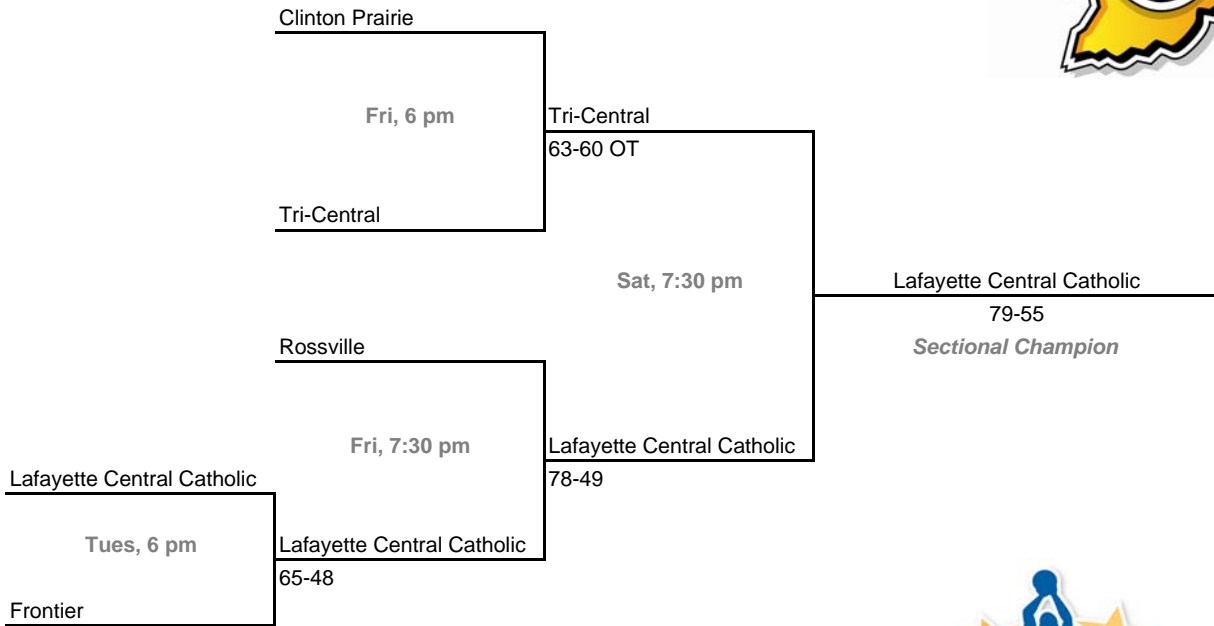 Clinton Prairie
Fri, 6 pm
Tri-Central
63-60 OT
Tri-Central
Sat, 7:30 pm
Lafayette Central Catholic
79-55
Sectional Champion
Rossville
Fri, 7:30 pm
Lafayette Central Catholic
78-49
Lafayette Central Catholic
Tues, 6 pm
Lafayette Central Catholic
65-48
Frontier